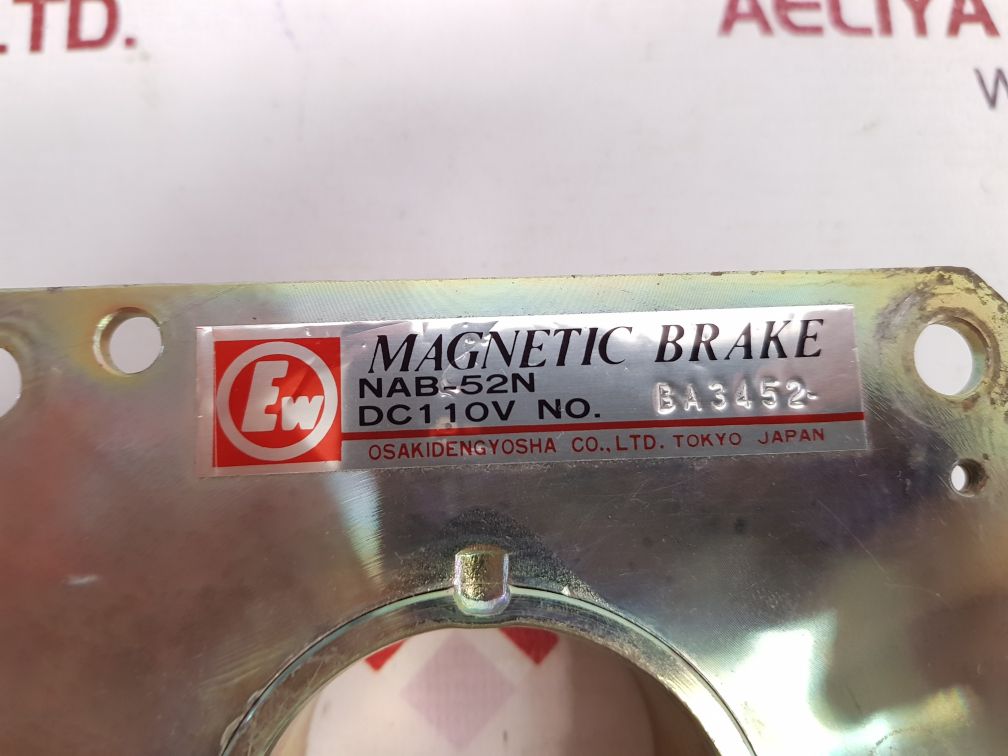 LTD.
AELIYA
W
Ew
MAGNETIC BRAKE
NAB-52N
DC110V NO. BA3452-
OSAKIDENGYOSHA CO.,LTD. TOKYO JAPAN